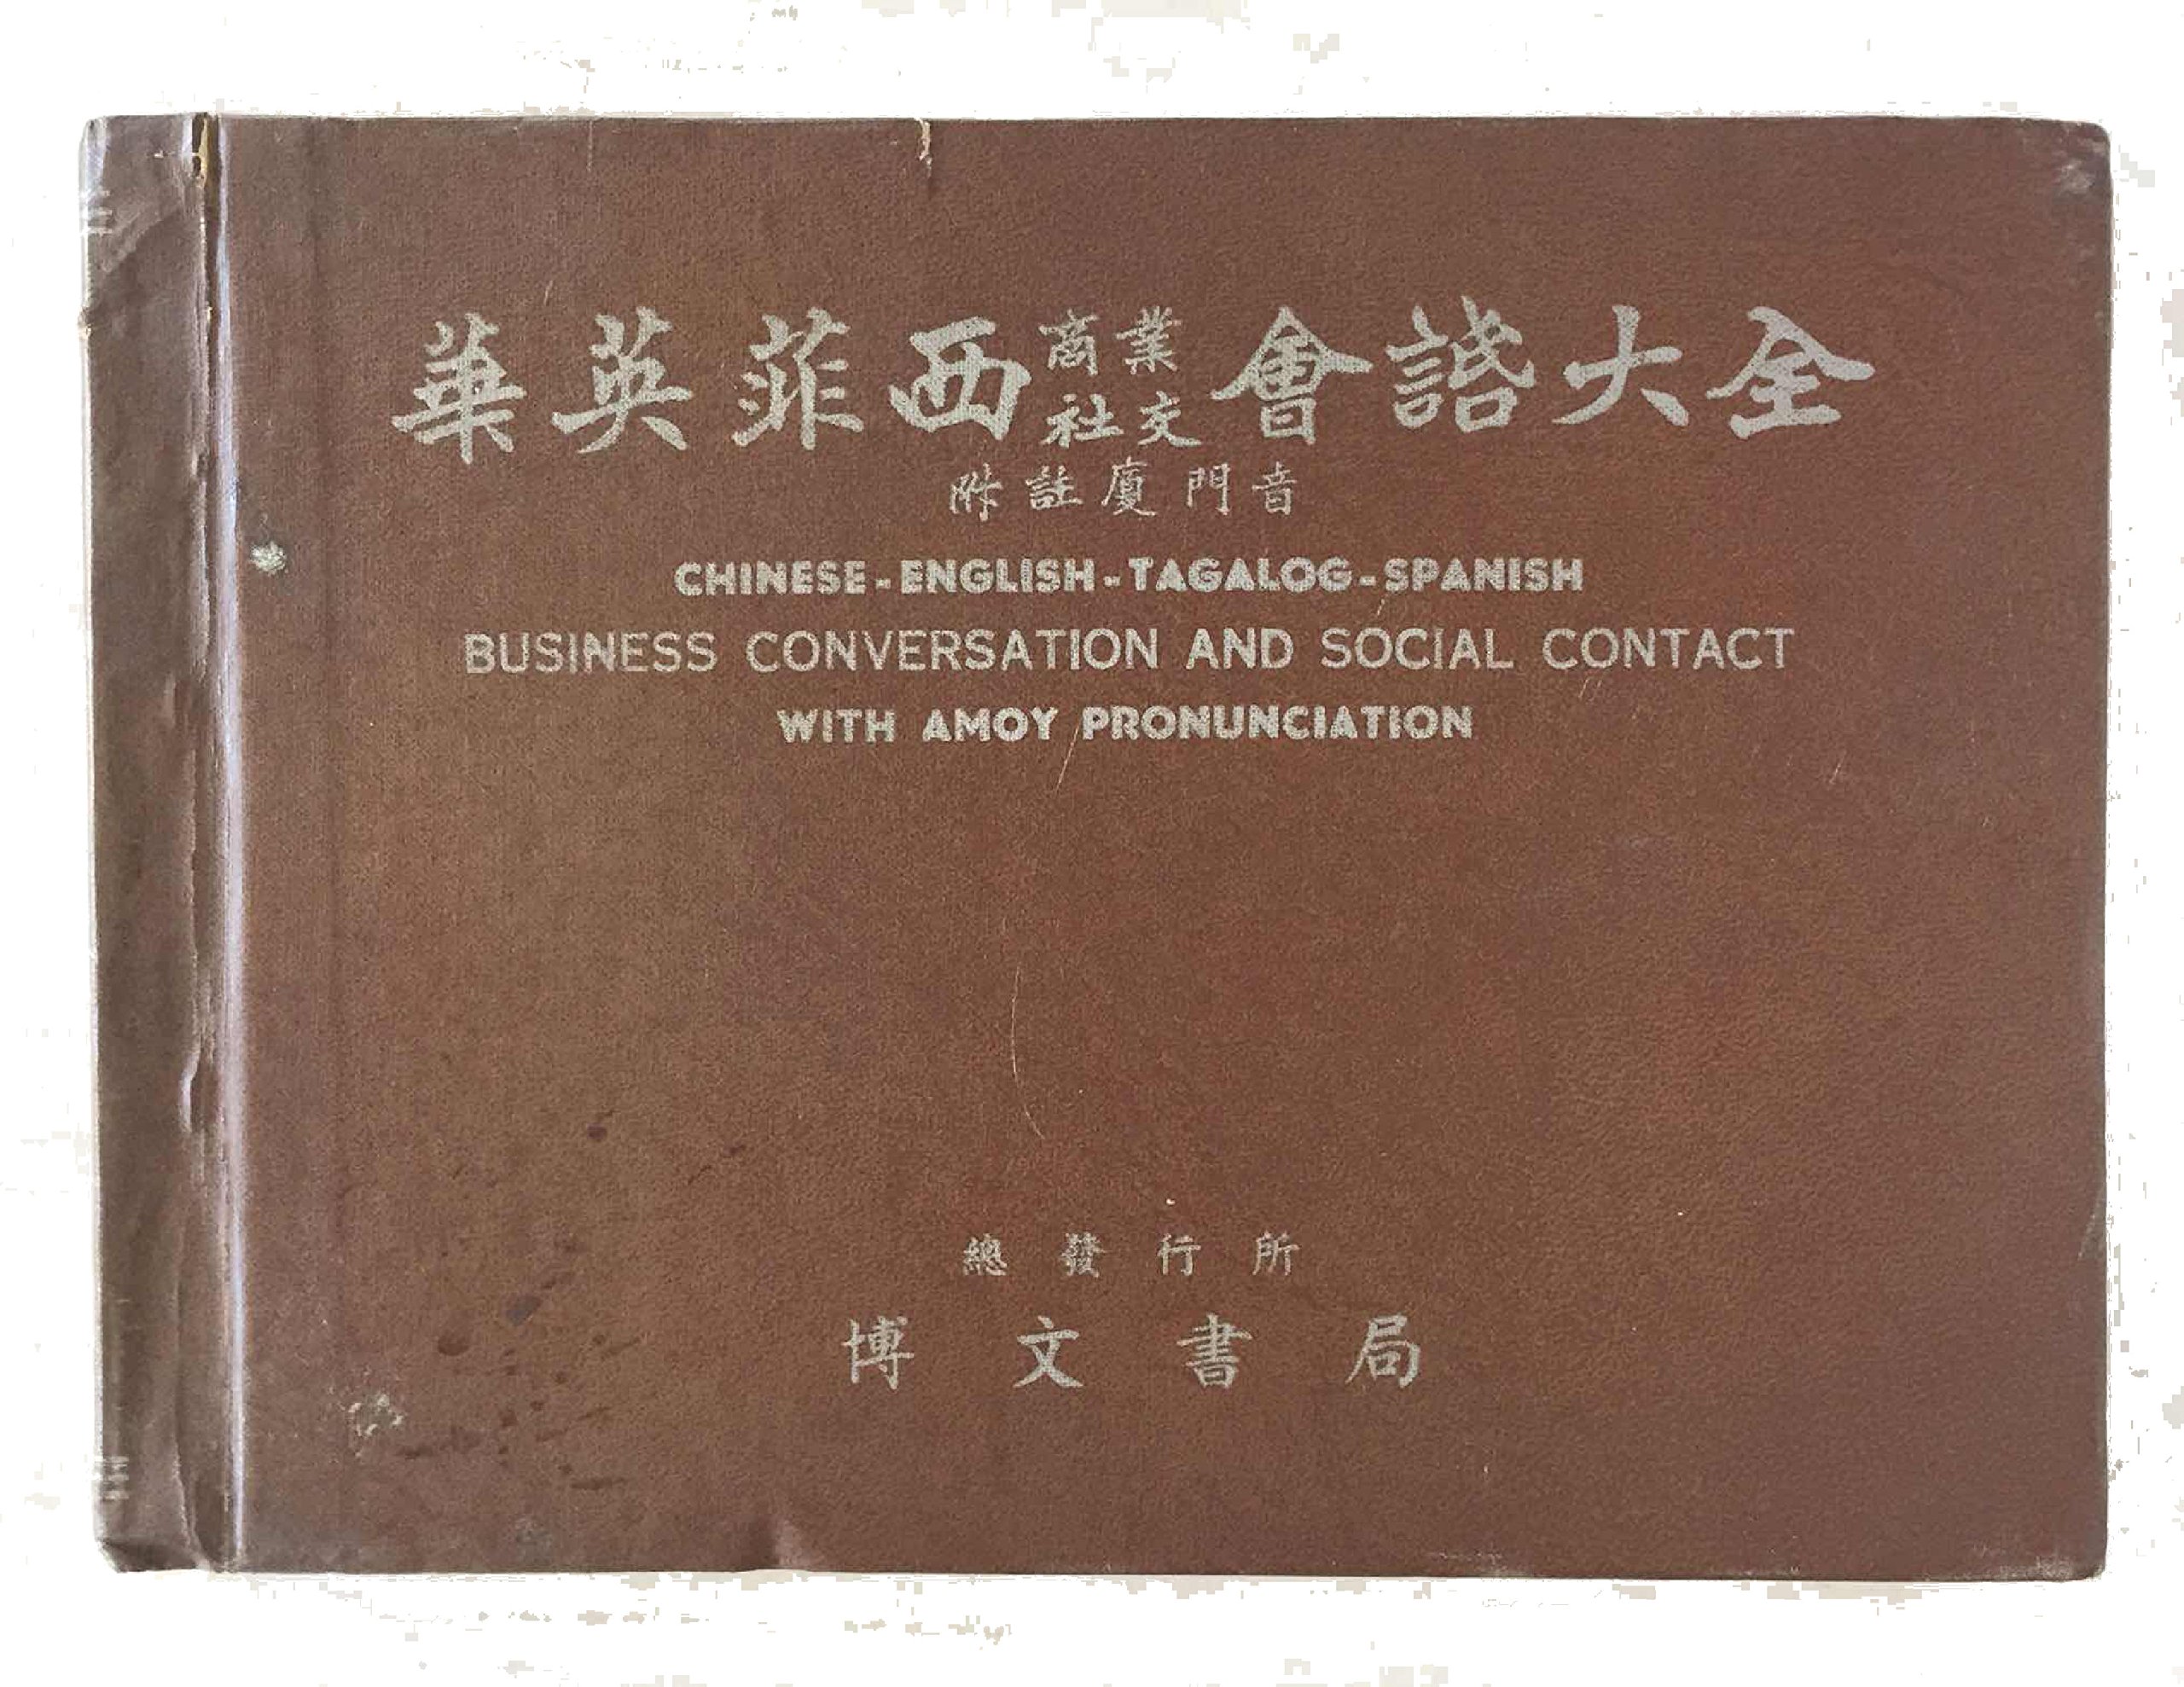 華英菲西商業社交會話大全
附註廈門音
CHINESE-ENGLISH-TAGALOG-SPANISH
BUSINESS CONVERSATION AND SOCIAL CONTACT
WITH AMOY PRONUNCIATION
總發行所
博文書局